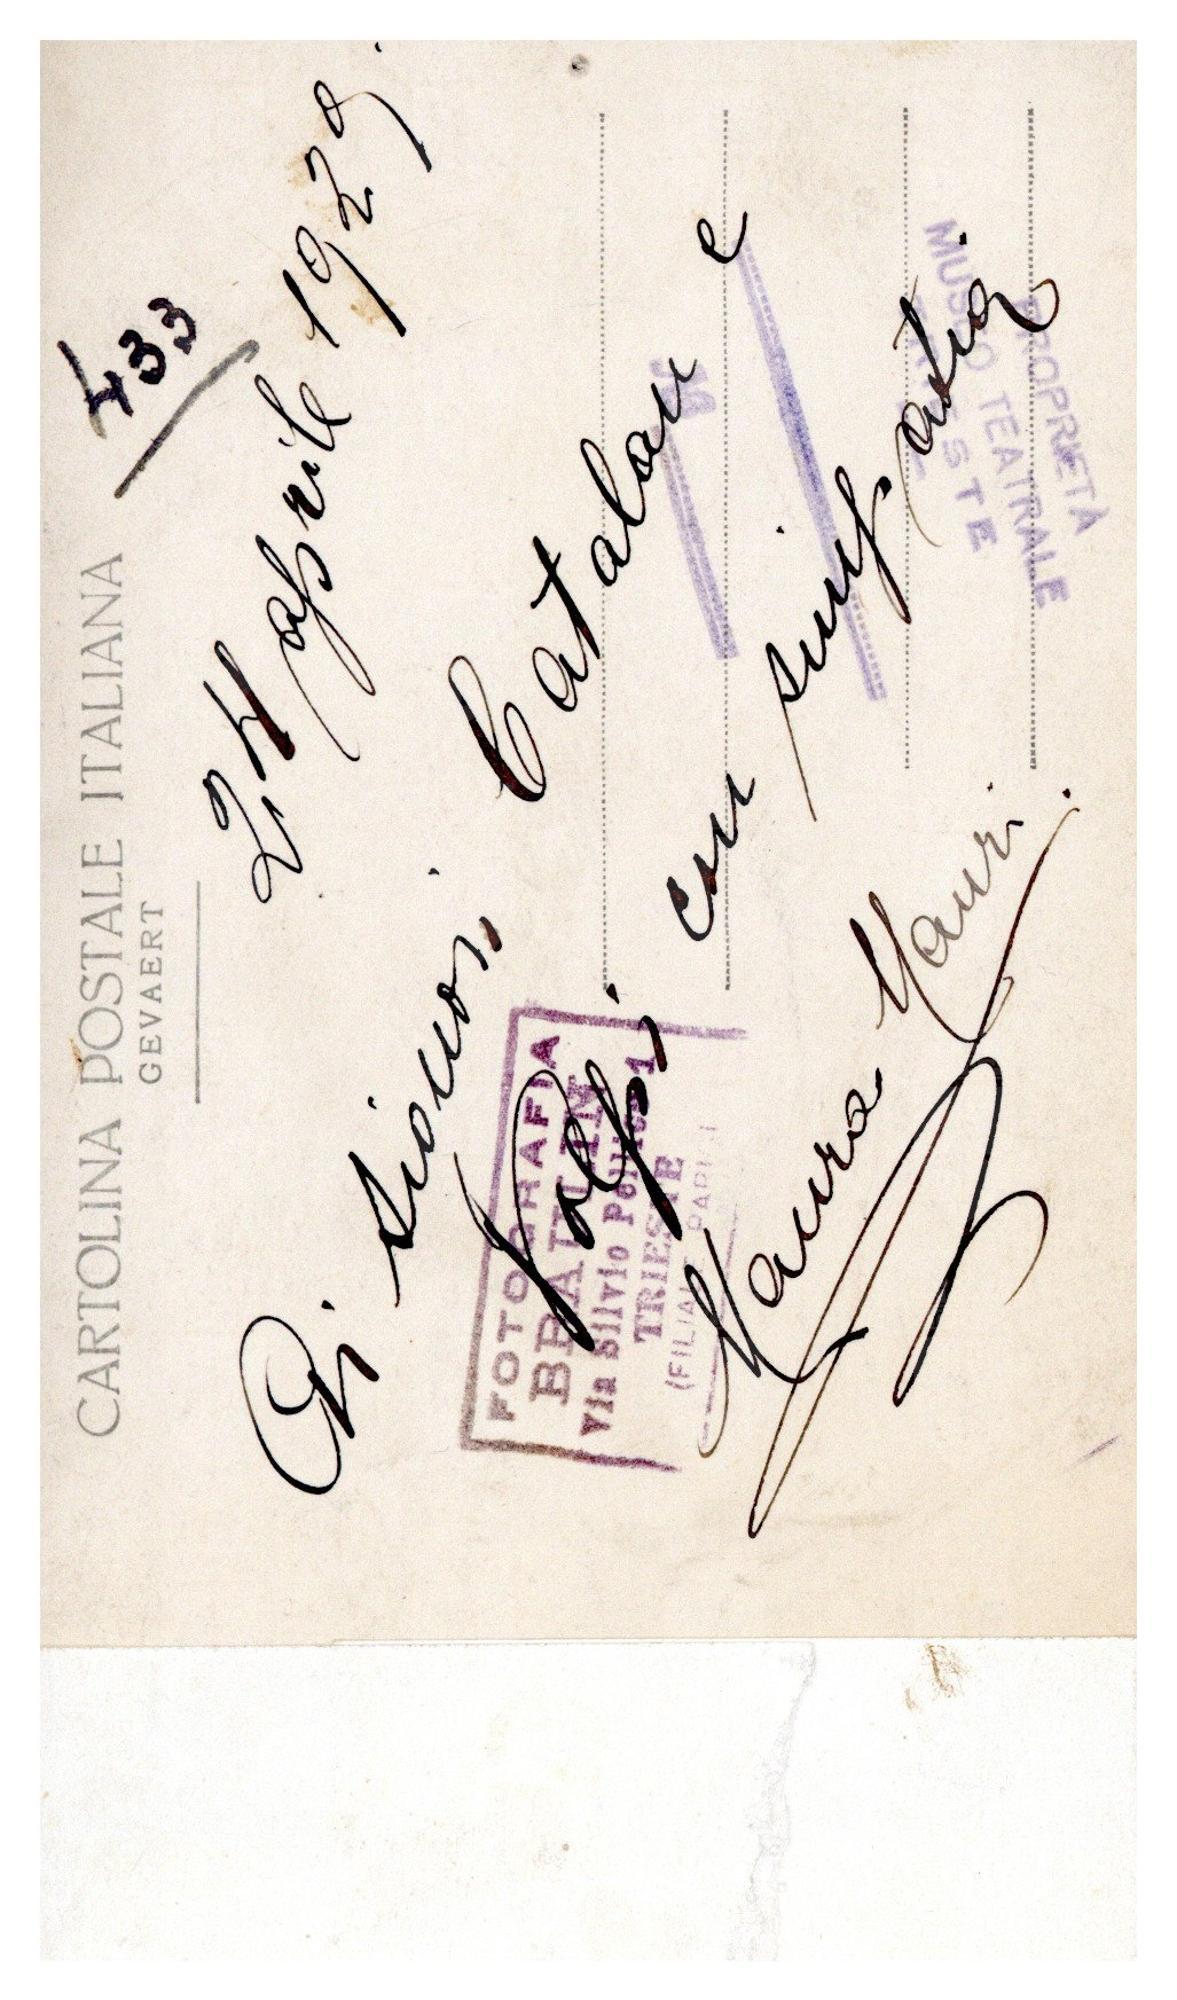 433
CARTOLINA POSTALE ITALIANA
GEVAERT
24 aprile 1929.
Ai signori Catalan e
Volpi con simpatia
Maura Mauri.
FOTOGRAFIA
Via Silvio Pellico 1
TRIESTE
PROPRIETÀ
MUSEO TEATRALE
TRIESTE